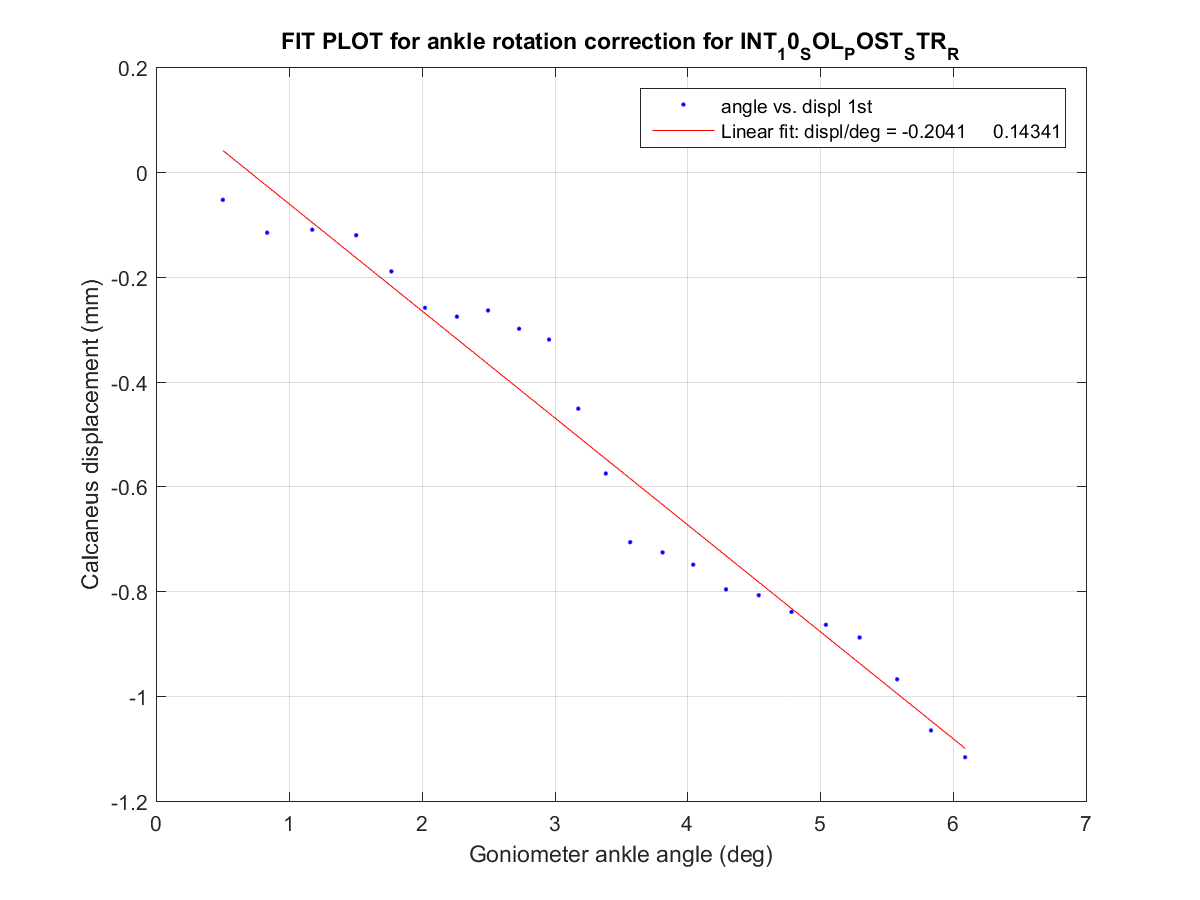 FIT PLOT for ankle rotation correction for INT₁0ₛOLₚOSTₛTRᵣ
angle vs. displ 1st
Linear fit: displ/deg = -0.2041 0.14341
0.2
0
-0.2
-0.4
-0.6
-0.8
-1
-1.2
Calcaneus displacement (mm)
0 1 2 3 4 5 6 7
Goniometer ankle angle (deg)